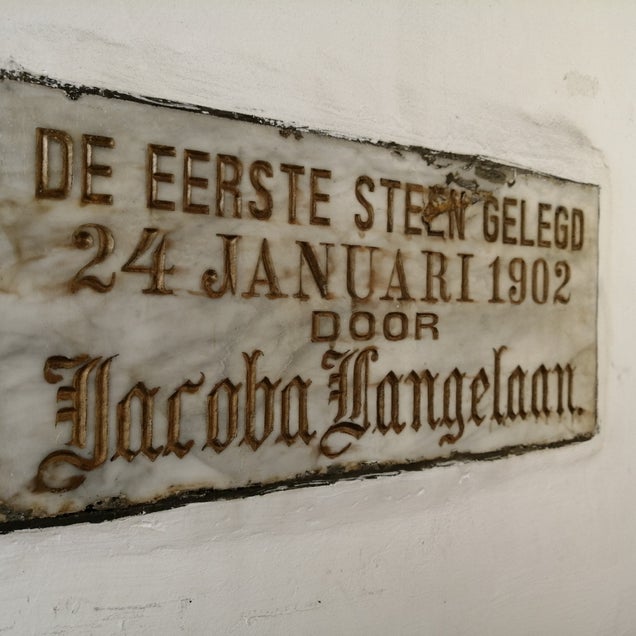 DE EERSTE STEEN GELEGD
24 JANUARI 1902
DOOR
Jacoba Langelaan.